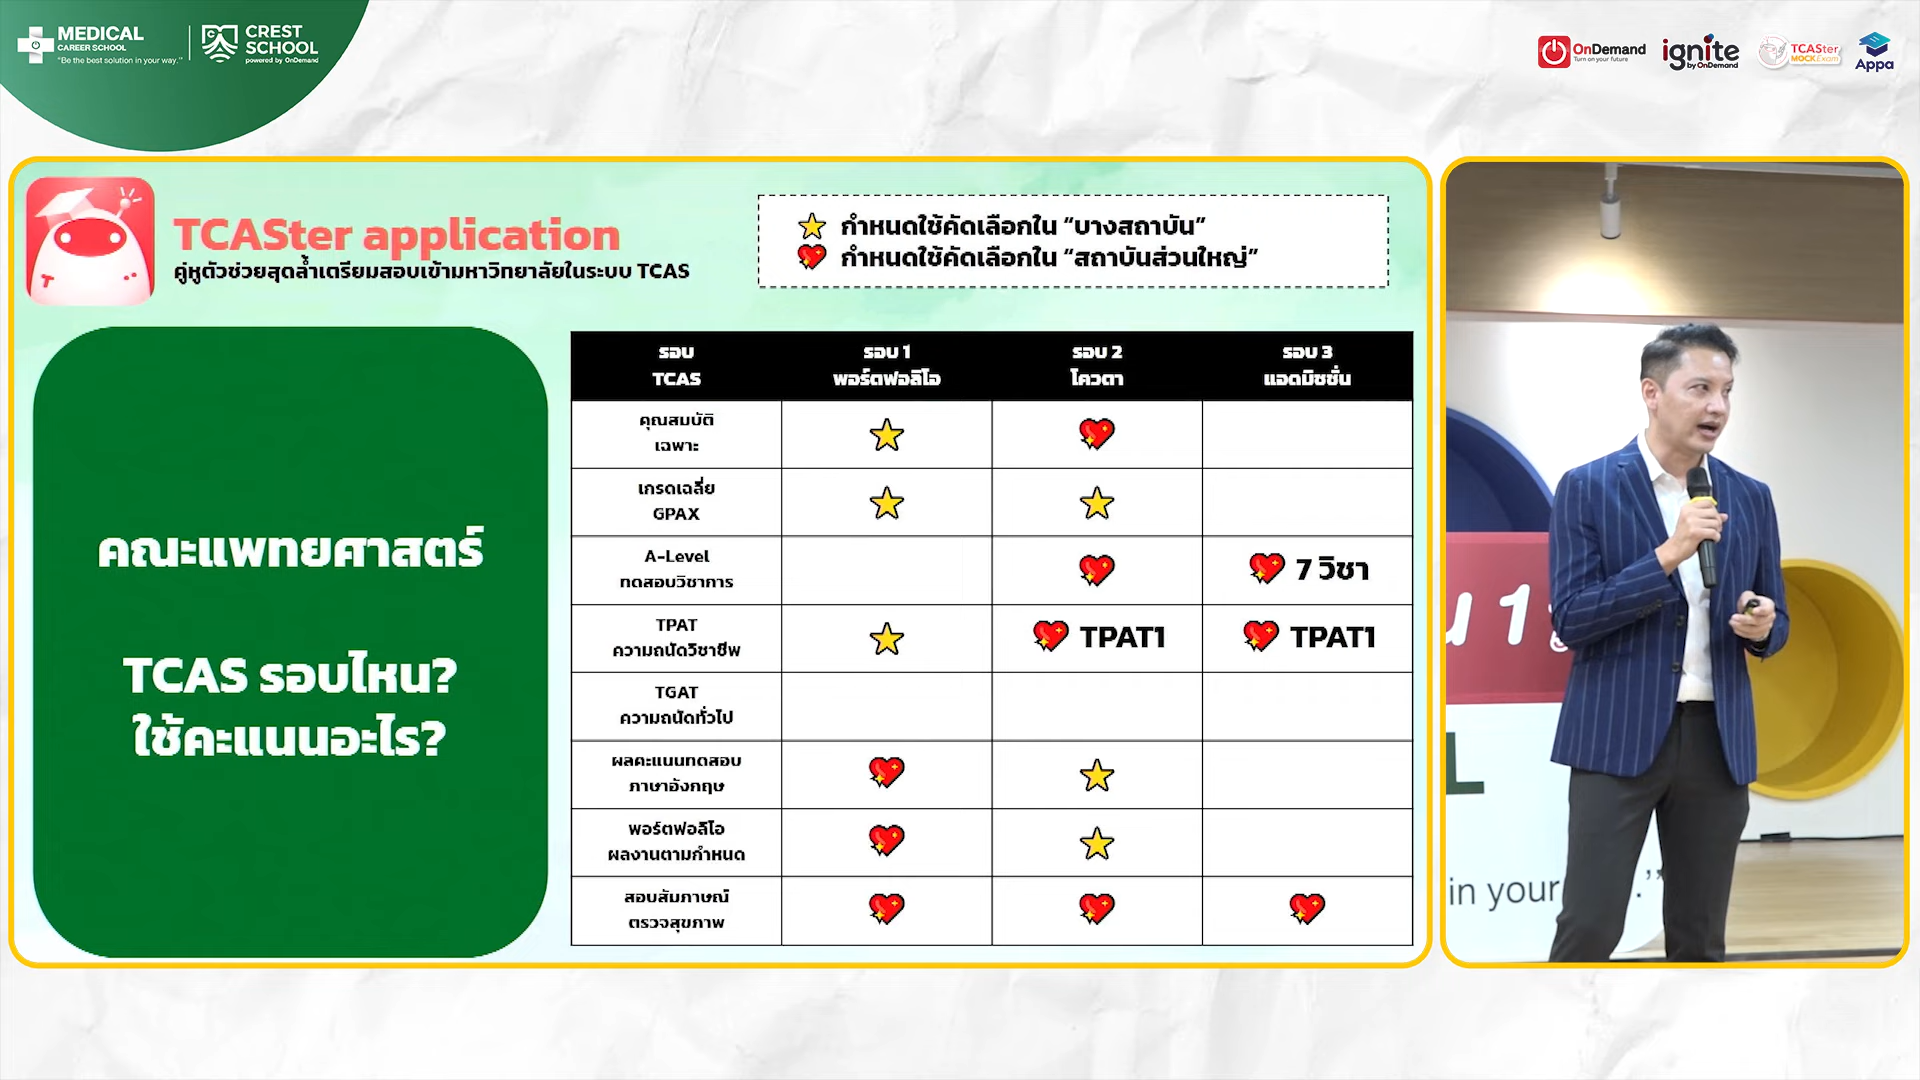 MEDICAL
CAREER SCHOOL
"Be the best solution in your way."
CREST
SCHOOL
powered by OnDemand
OnDemand
Turn on your future
ignite
by OnDemand
TCASter
MOCK Exam
Appa
TCASter application
คู่หูตัวช่วยสุดล้ำเตรียมสอบเข้ามหาวิทยาลัยในระบบ TCAS
กำหนดใช้คัดเลือกใน “บางสถาบัน”
กำหนดใช้คัดเลือกใน “สถาบันส่วนใหญ่”
คณะแพทยศาสตร์
TCAS รอบไหน?
ใช้คะแนนอะไร?
รอบ
TCAS
รอบ 1
พอร์ตฟอลิโอ
รอบ 2
โควตา
รอบ 3
แอดมิชชั่น
คุณสมบัติ
เฉพาะ
เกรดเฉลี่ย
GPAX
A-Level
ทดสอบวิชาการ
7 วิชา
TPAT
ความถนัดวิชาชีพ
TPAT1
TPAT1
TGAT
ความถนัดทั่วไป
ผลคะแนนทดสอบ
ภาษาอังกฤษ
พอร์ตฟอลิโอ
ผลงานตามกำหนด
สอบสัมภาษณ์
ตรวจสุขภาพ
in your